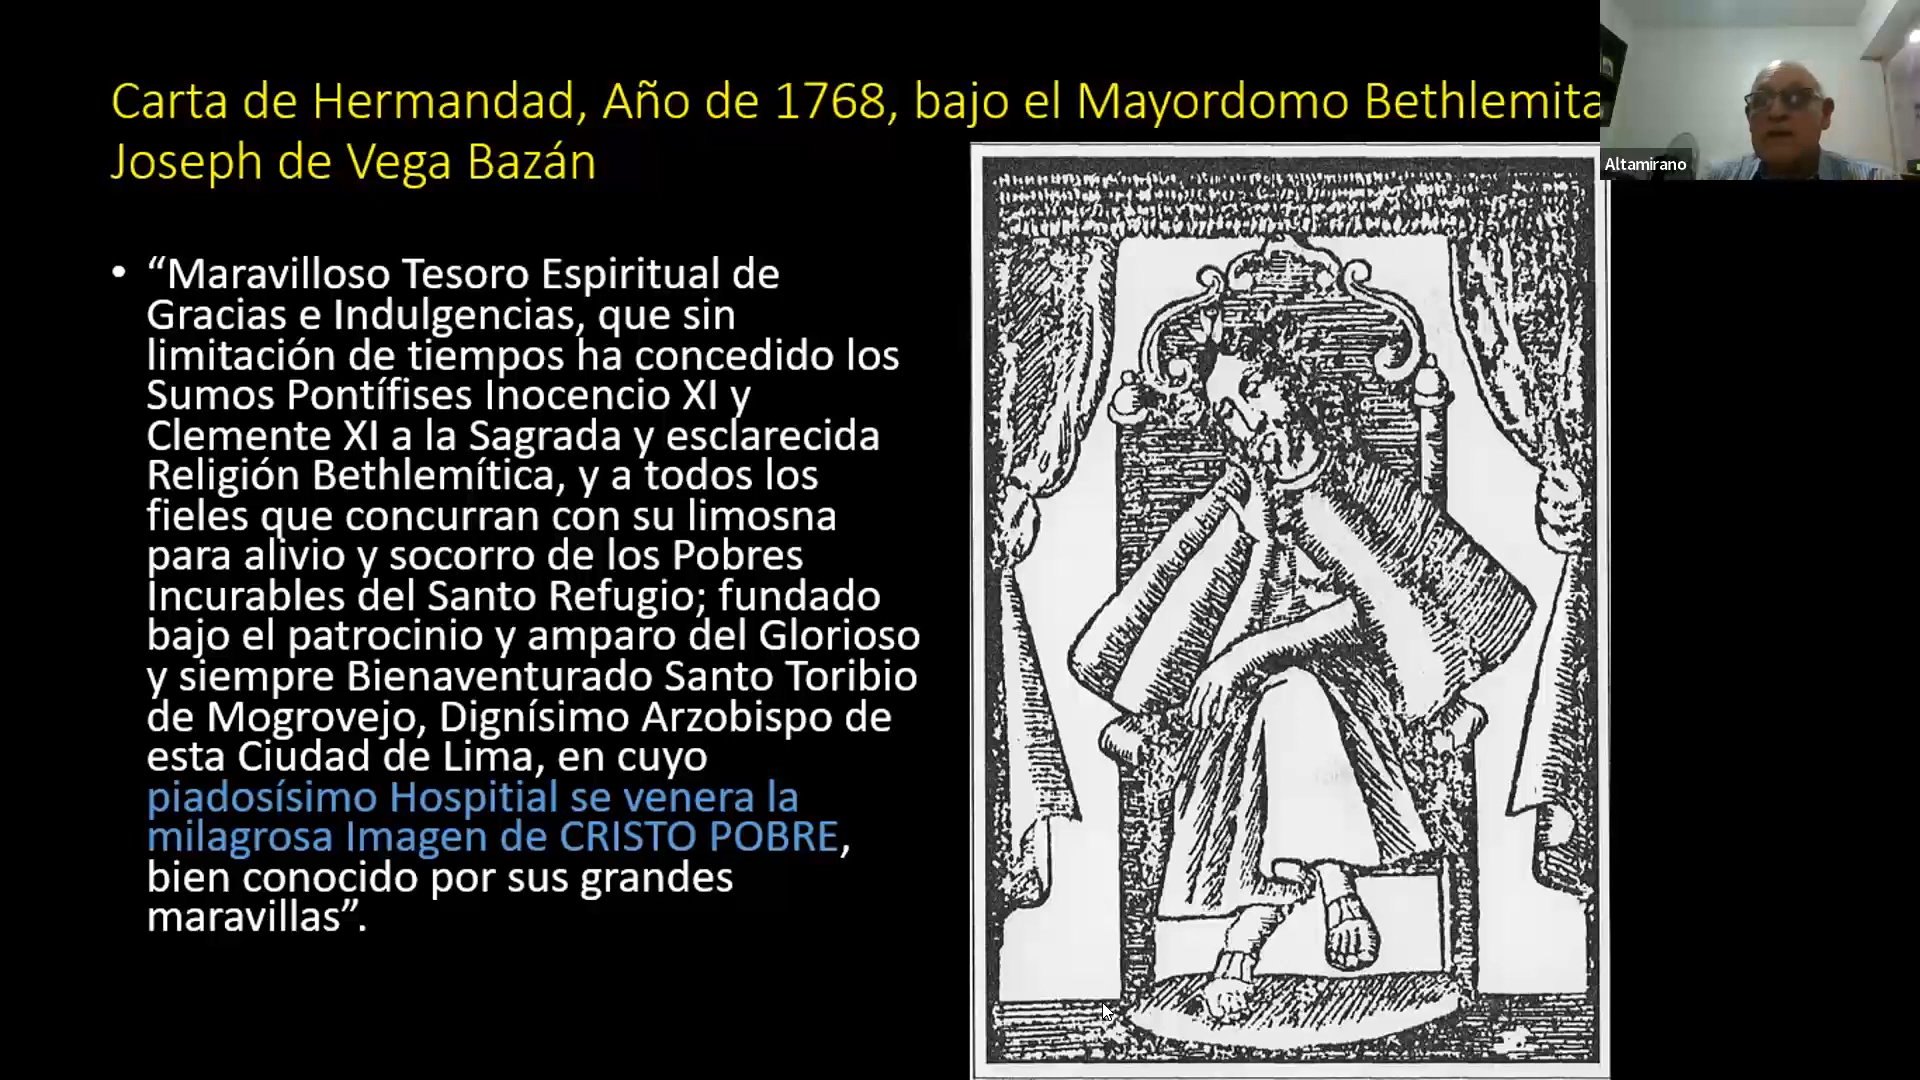 Carta de Hermandad, Año de 1768, bajo el Mayordomo Bethlemita
Joseph de Vega Bazán
Altamirano
• “Maravilloso Tesoro Espiritual de
Gracias e Indulgencias, que sin
limitación de tiempos ha concedido los
Sumos Pontífises Inocencio XI y
Clemente XI a la Sagrada y esclarecida
Religión Bethlemítica, y a todos los
fieles que concurran con su limosna
para alivio y socorro de los Pobres
Incurables del Santo Refugio; fundado
bajo el patrocinio y amparo del Glorioso
y siempre Bienaventurado Santo Toribio
de Mogrovejo, Dignísimo Arzobispo de
esta Ciudad de Lima, en cuyo
piadosísimo Hospitial se venera la
milagrosa Imagen de CRISTO POBRE,
bien conocido por sus grandes
maravillas”.